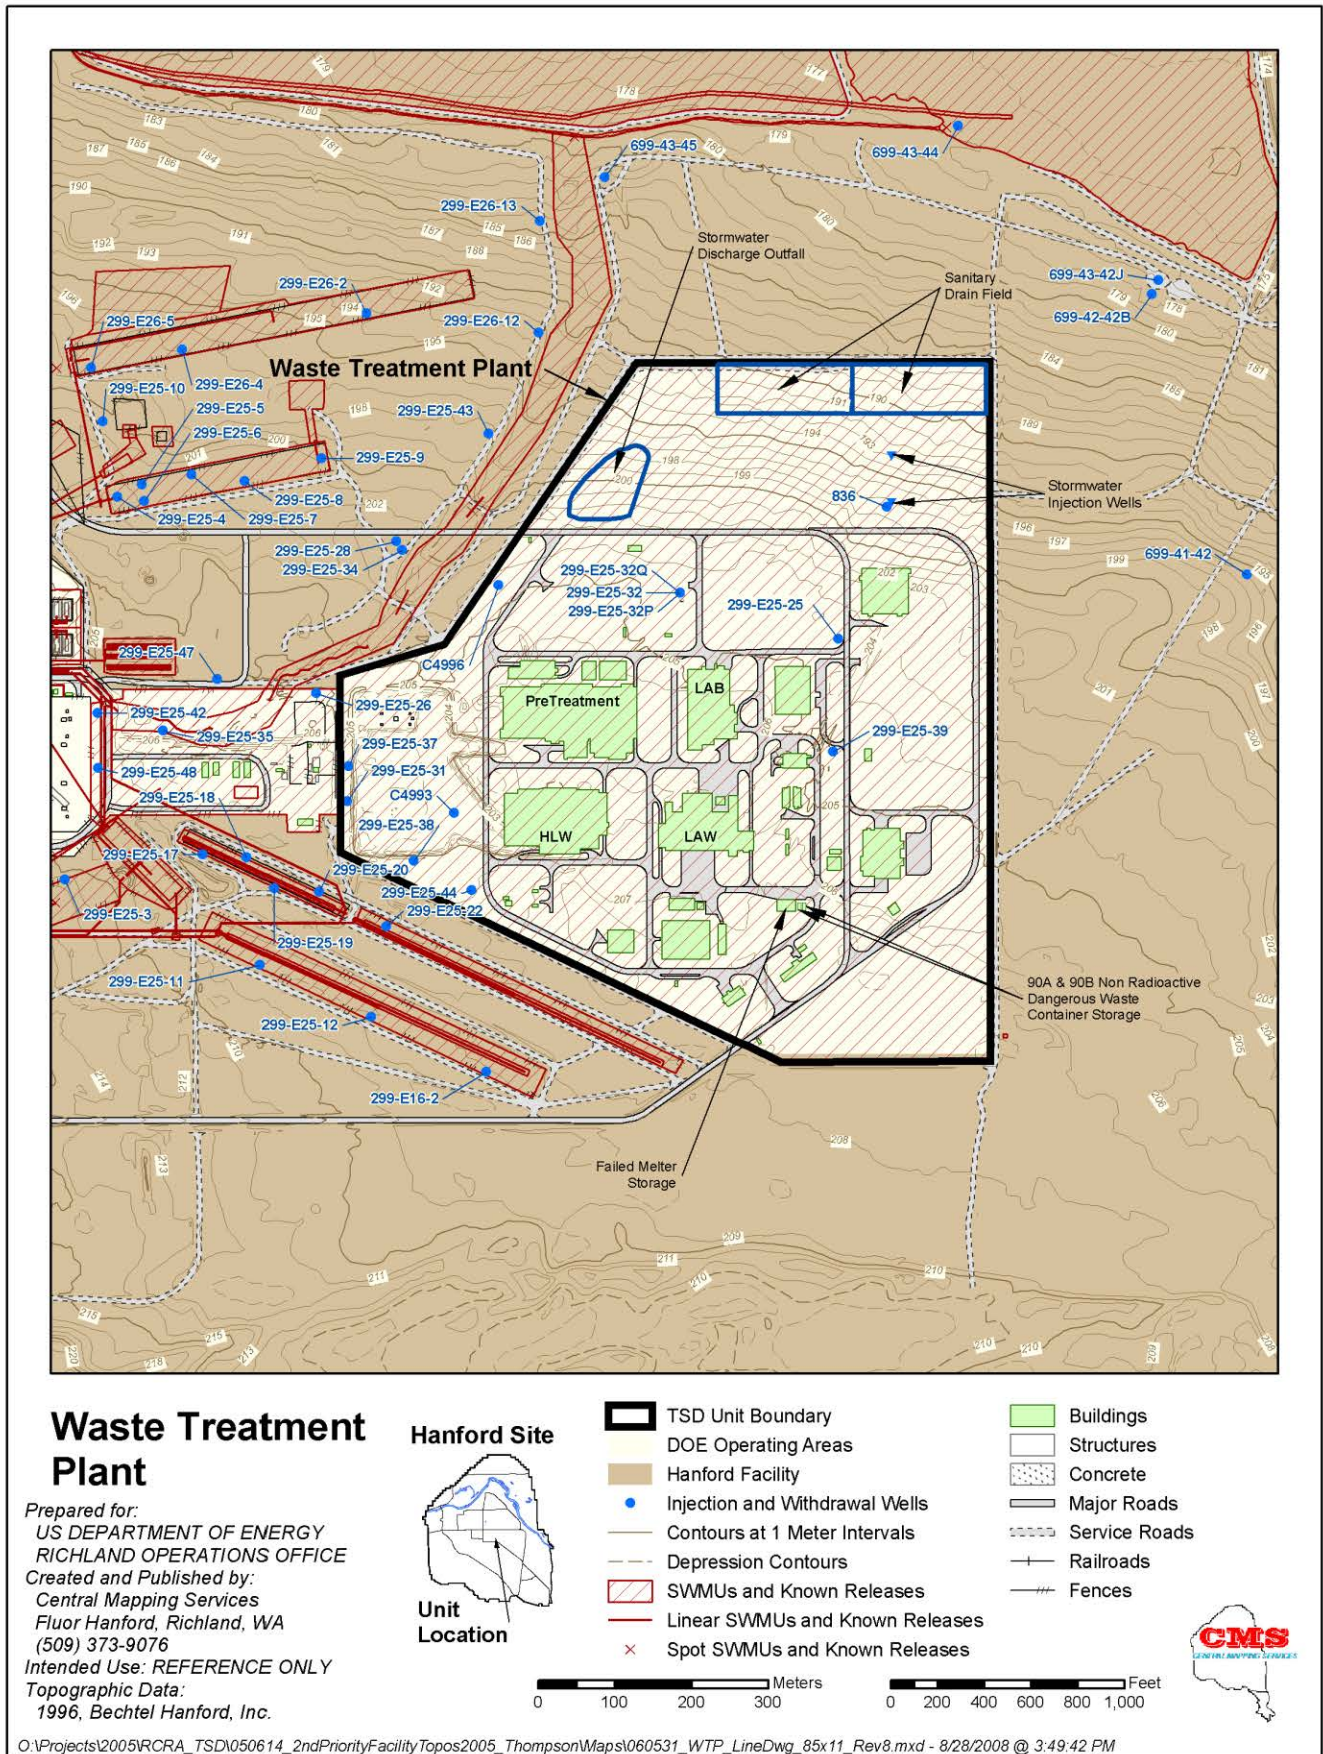 699-43-45
699-43-44
299-E26-13
Stormwater
Discharge Outfall
Sanitary
Drain Field
699-43-42J
699-42-42B
299-E26-2
299-E26-5
299-E26-12
Waste Treatment Plant
299-E25-10
299-E26-4
299-E25-5
299-E25-6
299-E25-43
299-E25-9
299-E25-8
299-E25-4
299-E25-7
836
Stormwater
Injection Wells
299-E25-28
299-E25-34
299-E25-32Q
299-E25-32
299-E25-32P
299-E25-25
699-41-42
299-E25-47
C4996
PreTreatment
LAB
299-E25-26
299-E25-42
299-E25-35
299-E25-37
299-E25-39
299-E25-48
299-E25-31
299-E25-18
C4993
299-E25-38
HLW
LAW
299-E25-17
299-E25-20
299-E25-44
299-E25-3
299-E25-22
299-E25-19
299-E25-11
299-E25-12
90A & 90B Non Radioactive
Dangerous Waste
Container Storage
299-E16-2
Failed Melter
Storage
Waste Treatment
Plant
Prepared for:
US DEPARTMENT OF ENERGY
RICHLAND OPERATIONS OFFICE
Created and Published by:
Central Mapping Services
Fluor Hanford, Richland, WA
(509) 373-9076
Intended Use: REFERENCE ONLY
Topographic Data:
1996, Bechtel Hanford, Inc.
Hanford Site
Unit
Location
TSD Unit Boundary
DOE Operating Areas
Hanford Facility
Injection and Withdrawal Wells
Contours at 1 Meter Intervals
Depression Contours
SWMUs and Known Releases
Linear SWMUs and Known Releases
Spot SWMUs and Known Releases
Buildings
Structures
Concrete
Major Roads
Service Roads
Railroads
Fences
Meters
0 100 200 300
Feet
0 200 400 600 800 1,000
CMS
CENTRAL MAPPING SERVICES
O:\Projects\2005\RCRA_TSD\050614_2ndPriorityFacilityTopos2005_Thompson\Maps\060531_WTP_LineDwg_85x11_Rev8.mxd - 8/28/2008 @ 3:49:42 PM